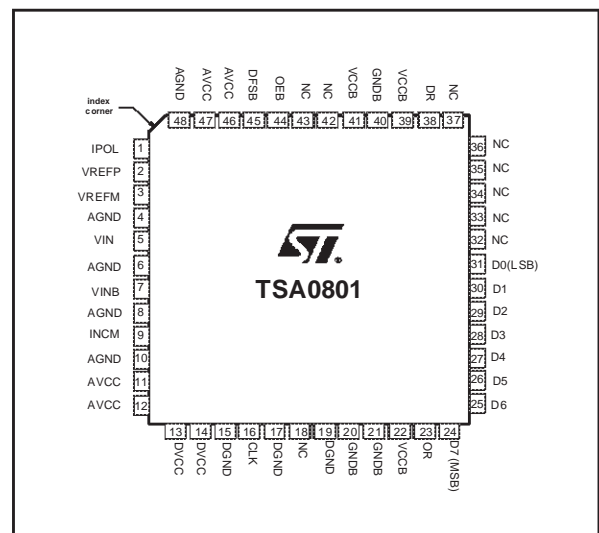 AGND AVCC AVCC DFSB OEB NC NC VCCB GNDB VCCB DR NC
index
corner
48 47 46 45 44 43 42 41 40 39 38 37
IPOL 1
VREFP 2
VREFM 3
AGND 4
VIN 5
AGND 6
VINB 7
AGND 8
INCM 9
AGND 10
AVCC 11
AVCC 12
ST
TSA0801
36 NC
35 NC
34 NC
33 NC
32 NC
31 D0(LSB)
30 D1
29 D2
28 D3
27 D4
26 D5
25 D6
13 14 15 16 17 18 19 20 21 22 23 24
DVCC DVCC DGND CLK DGND NC DGND GNDB GNDB VCCB OR D7 (MSB)